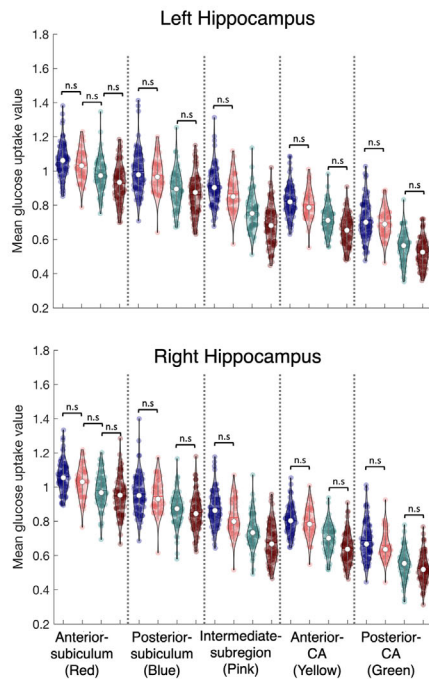 Left Hippocampus
Mean glucose uptake value
1.8
1.6
1.4
1.2
1
0.8
0.6
0.4
0.2
n.s
n.s
n.s
n.s
n.s
n.s
n.s
n.s
n.s
n.s
Right Hippocampus
Mean glucose uptake value
1.8
1.6
1.4
1.2
1
0.8
0.6
0.4
0.2
n.s
n.s
n.s
n.s
n.s
n.s
n.s
n.s
n.s
n.s
Anterior-
subiculum
(Red)
Posterior-
subiculum
(Blue)
Intermediate-
subregion
(Pink)
Anterior-
CA
(Yellow)
Posterior-
CA
(Green)